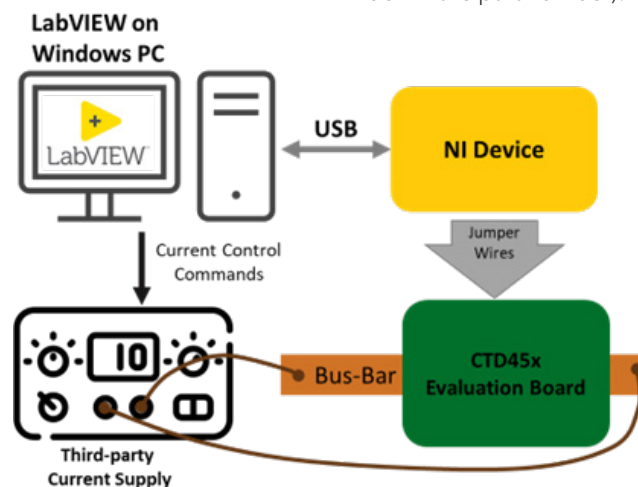 LabVIEW on
Windows PC
LabVIEW™
USB
NI Device
Jumper
Wires
Current Control
Commands
10
Bus-Bar
CTD45x
Evaluation Board
Third-party
Current Supply